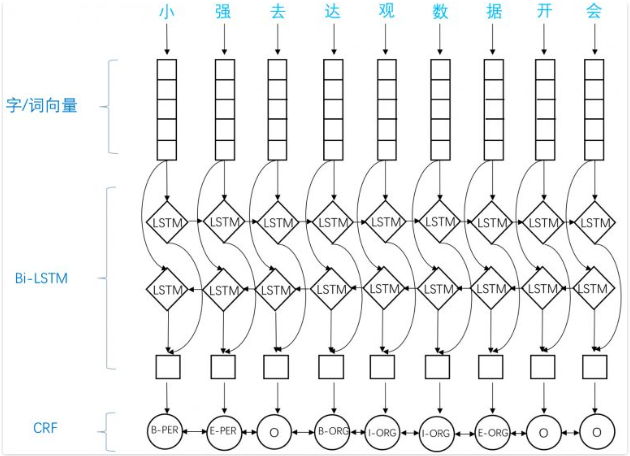 小 强 去 达 观 数 据 开 会
字/词向量
LSTM LSTM LSTM LSTM LSTM LSTM LSTM LSTM LSTM
Bi-LSTM
LSTM LSTM LSTM LSTM LSTM LSTM LSTM LSTM LSTM
CRF
B-PER E-PER O B-ORG I-ORG I-ORG E-ORG O O